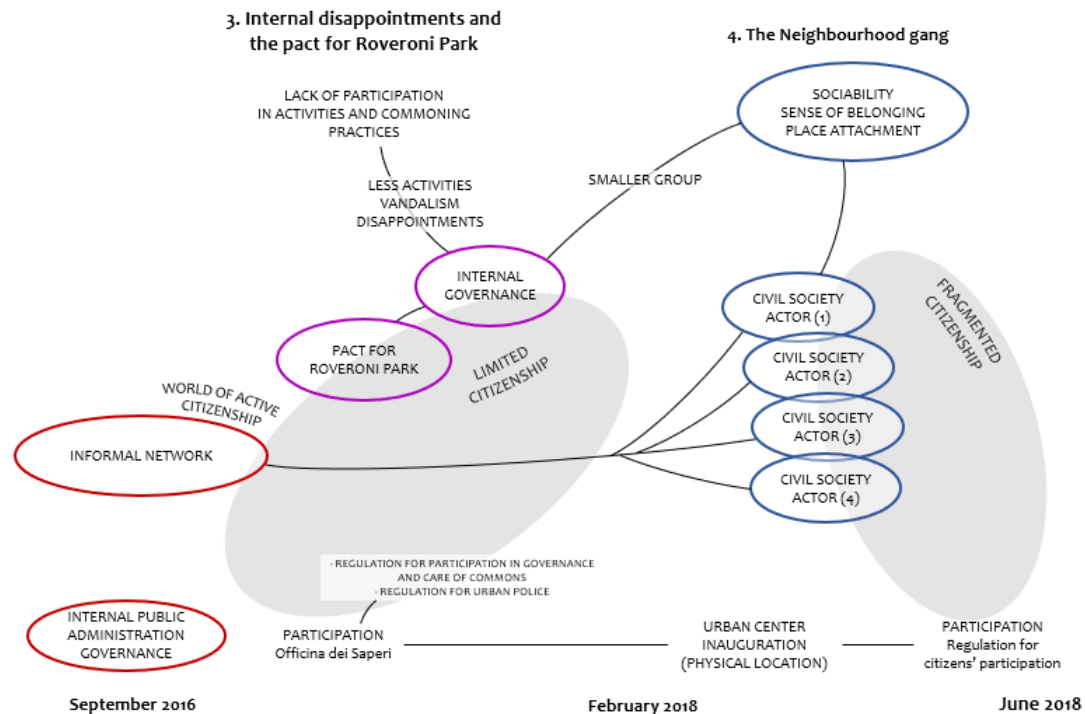 3. Internal disappointments and
the pact for Roveroni Park
4. The Neighbourhood gang
LACK OF PARTICIPATION
IN ACTIVITIES AND COMMONING
PRACTICES
SOCIABILITY
SENSE OF BELONGING
PLACE ATTACHMENT
LESS ACTIVITIES
VANDALISM
DISAPPOINTMENTS
SMALLER GROUP
INTERNAL
GOVERNANCE
PACT FOR
ROVERONI PARK
LIMITED
CITIZENSHIP
CIVIL SOCIETY
ACTOR (1)
CIVIL SOCIETY
ACTOR (2)
CIVIL SOCIETY
ACTOR (3)
CIVIL SOCIETY
ACTOR (4)
FRAGMENTED
CITIZENSHIP
WORLD OF ACTIVE
CITIZENSHIP
INFORMAL NETWORK
- REGULATION FOR PARTICIPATION IN GOVERNANCE
AND CARE OF COMMONS
- REGULATION FOR URBAN POLICE
INTERNAL PUBLIC
ADMINISTRATION
GOVERNANCE
PARTICIPATION
Officina dei Saperi
URBAN CENTER
INAUGURATION
(PHYSICAL LOCATION)
PARTICIPATION
Regulation for
citizens' participation
September 2016
February 2018
June 2018